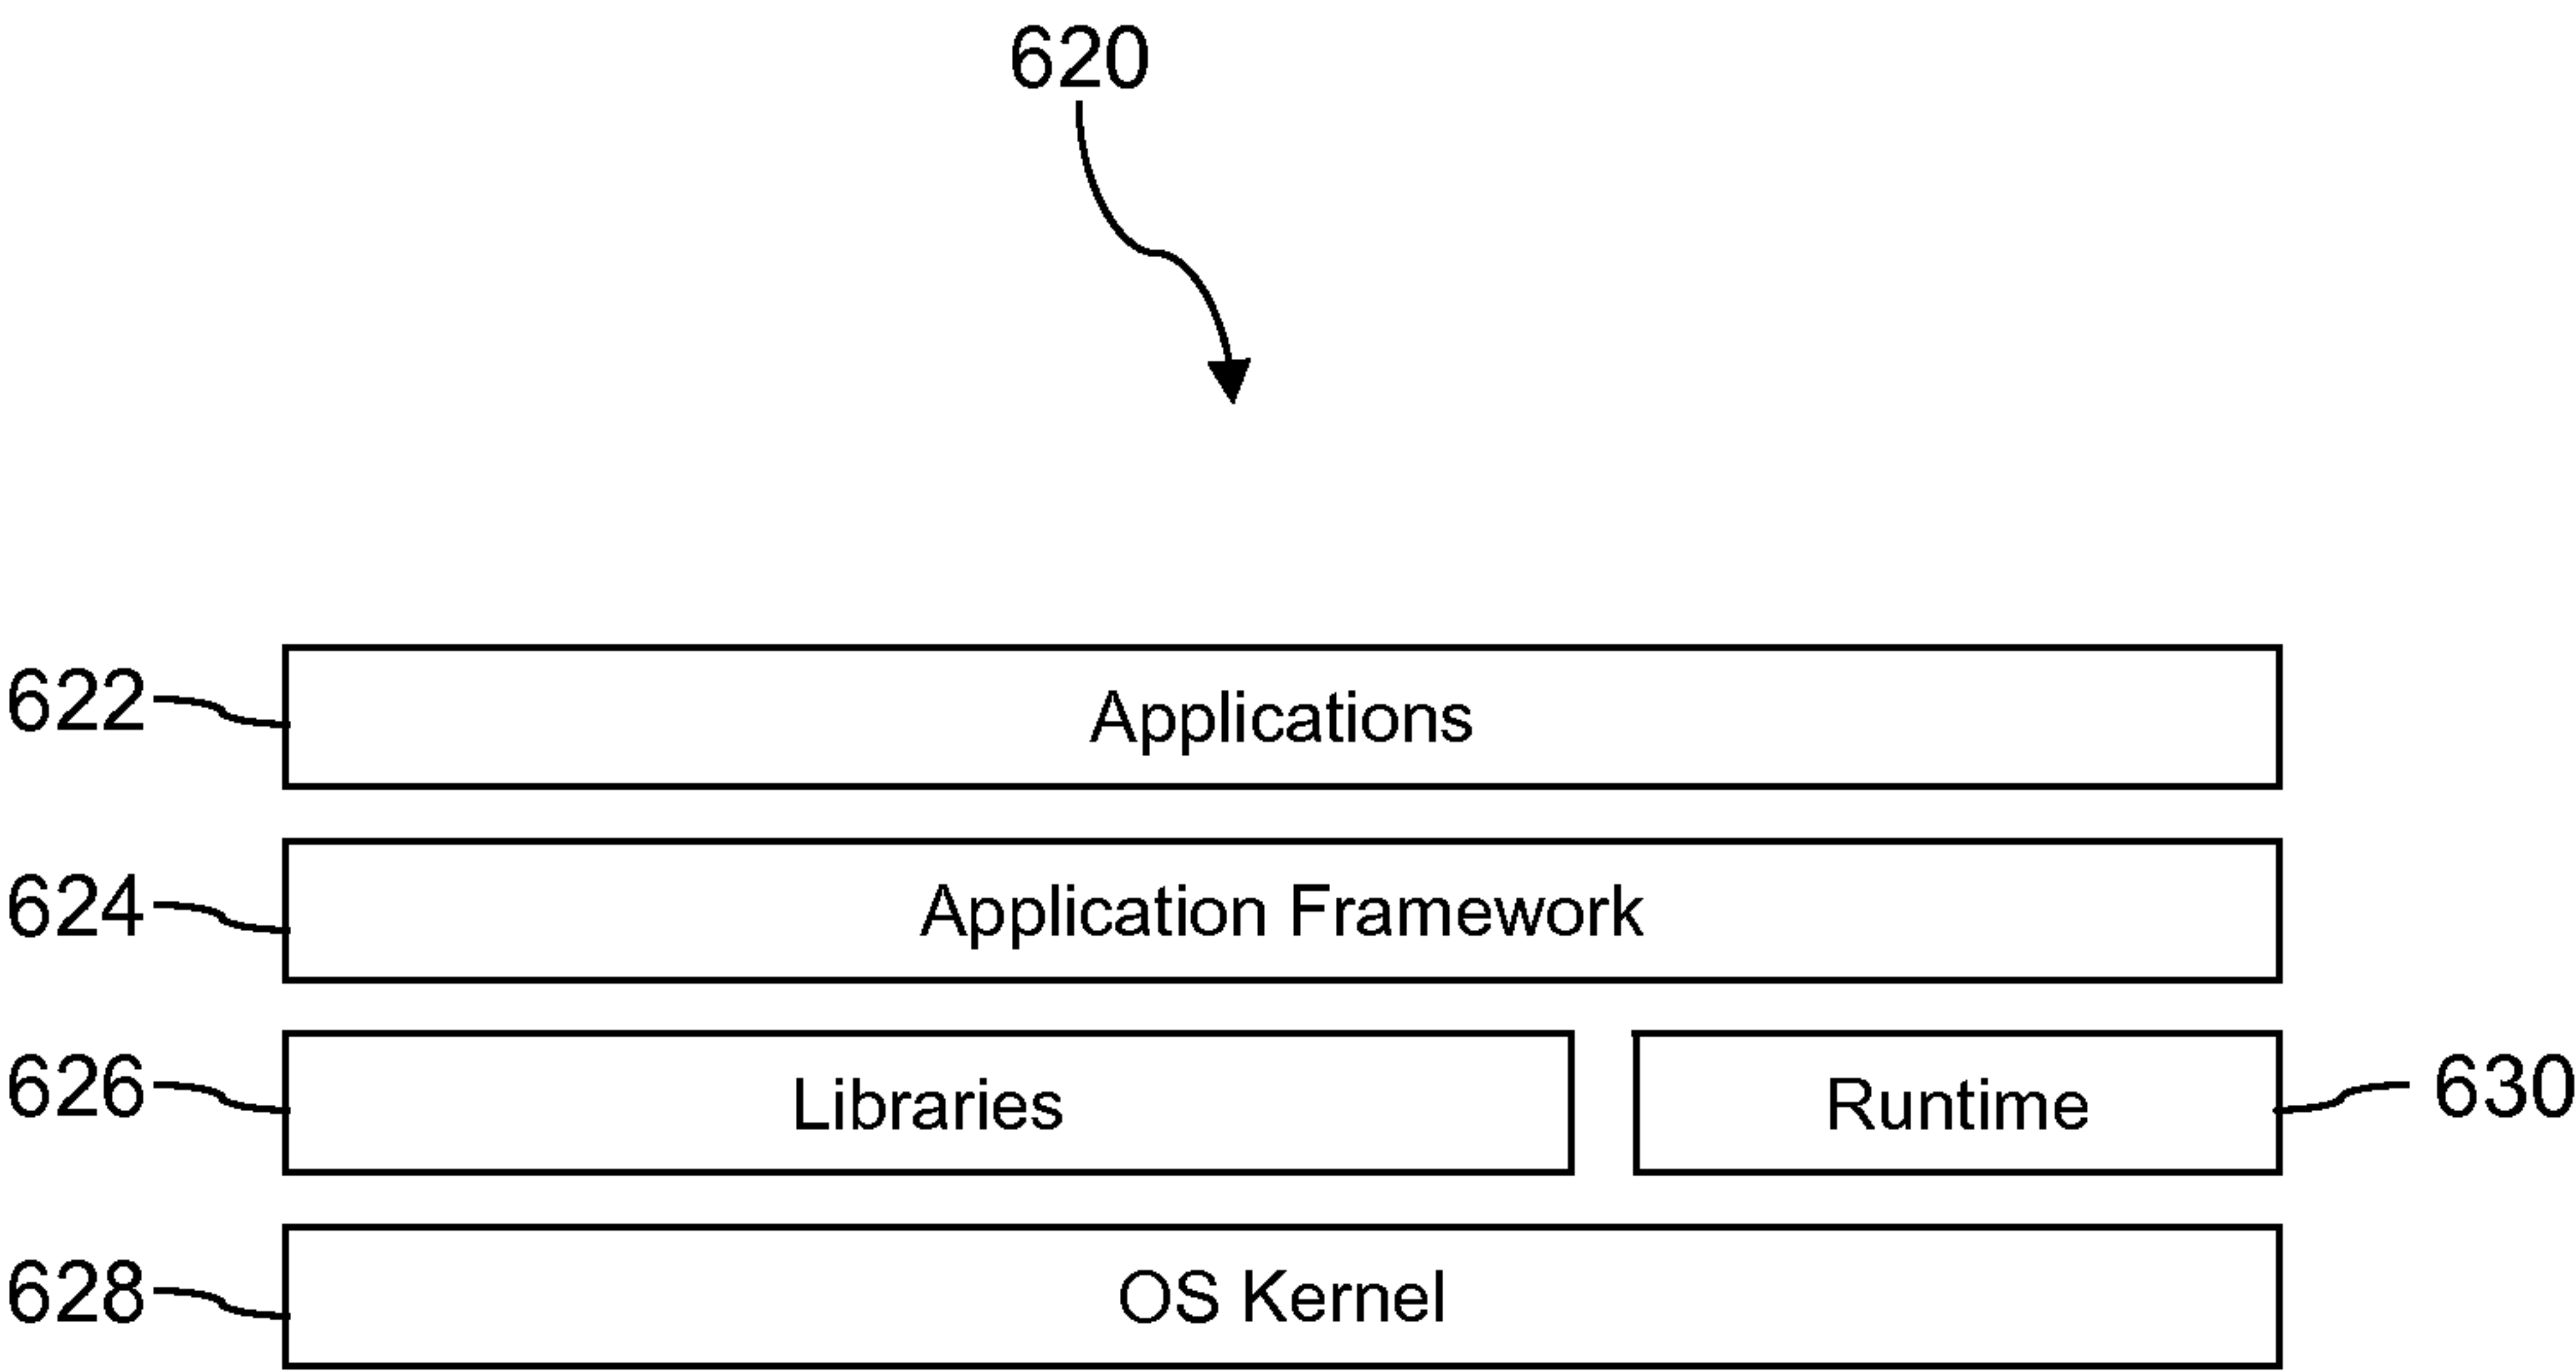 620
622 Applications
624 Application Framework
626 Libraries Runtime 630
628 OS Kernel